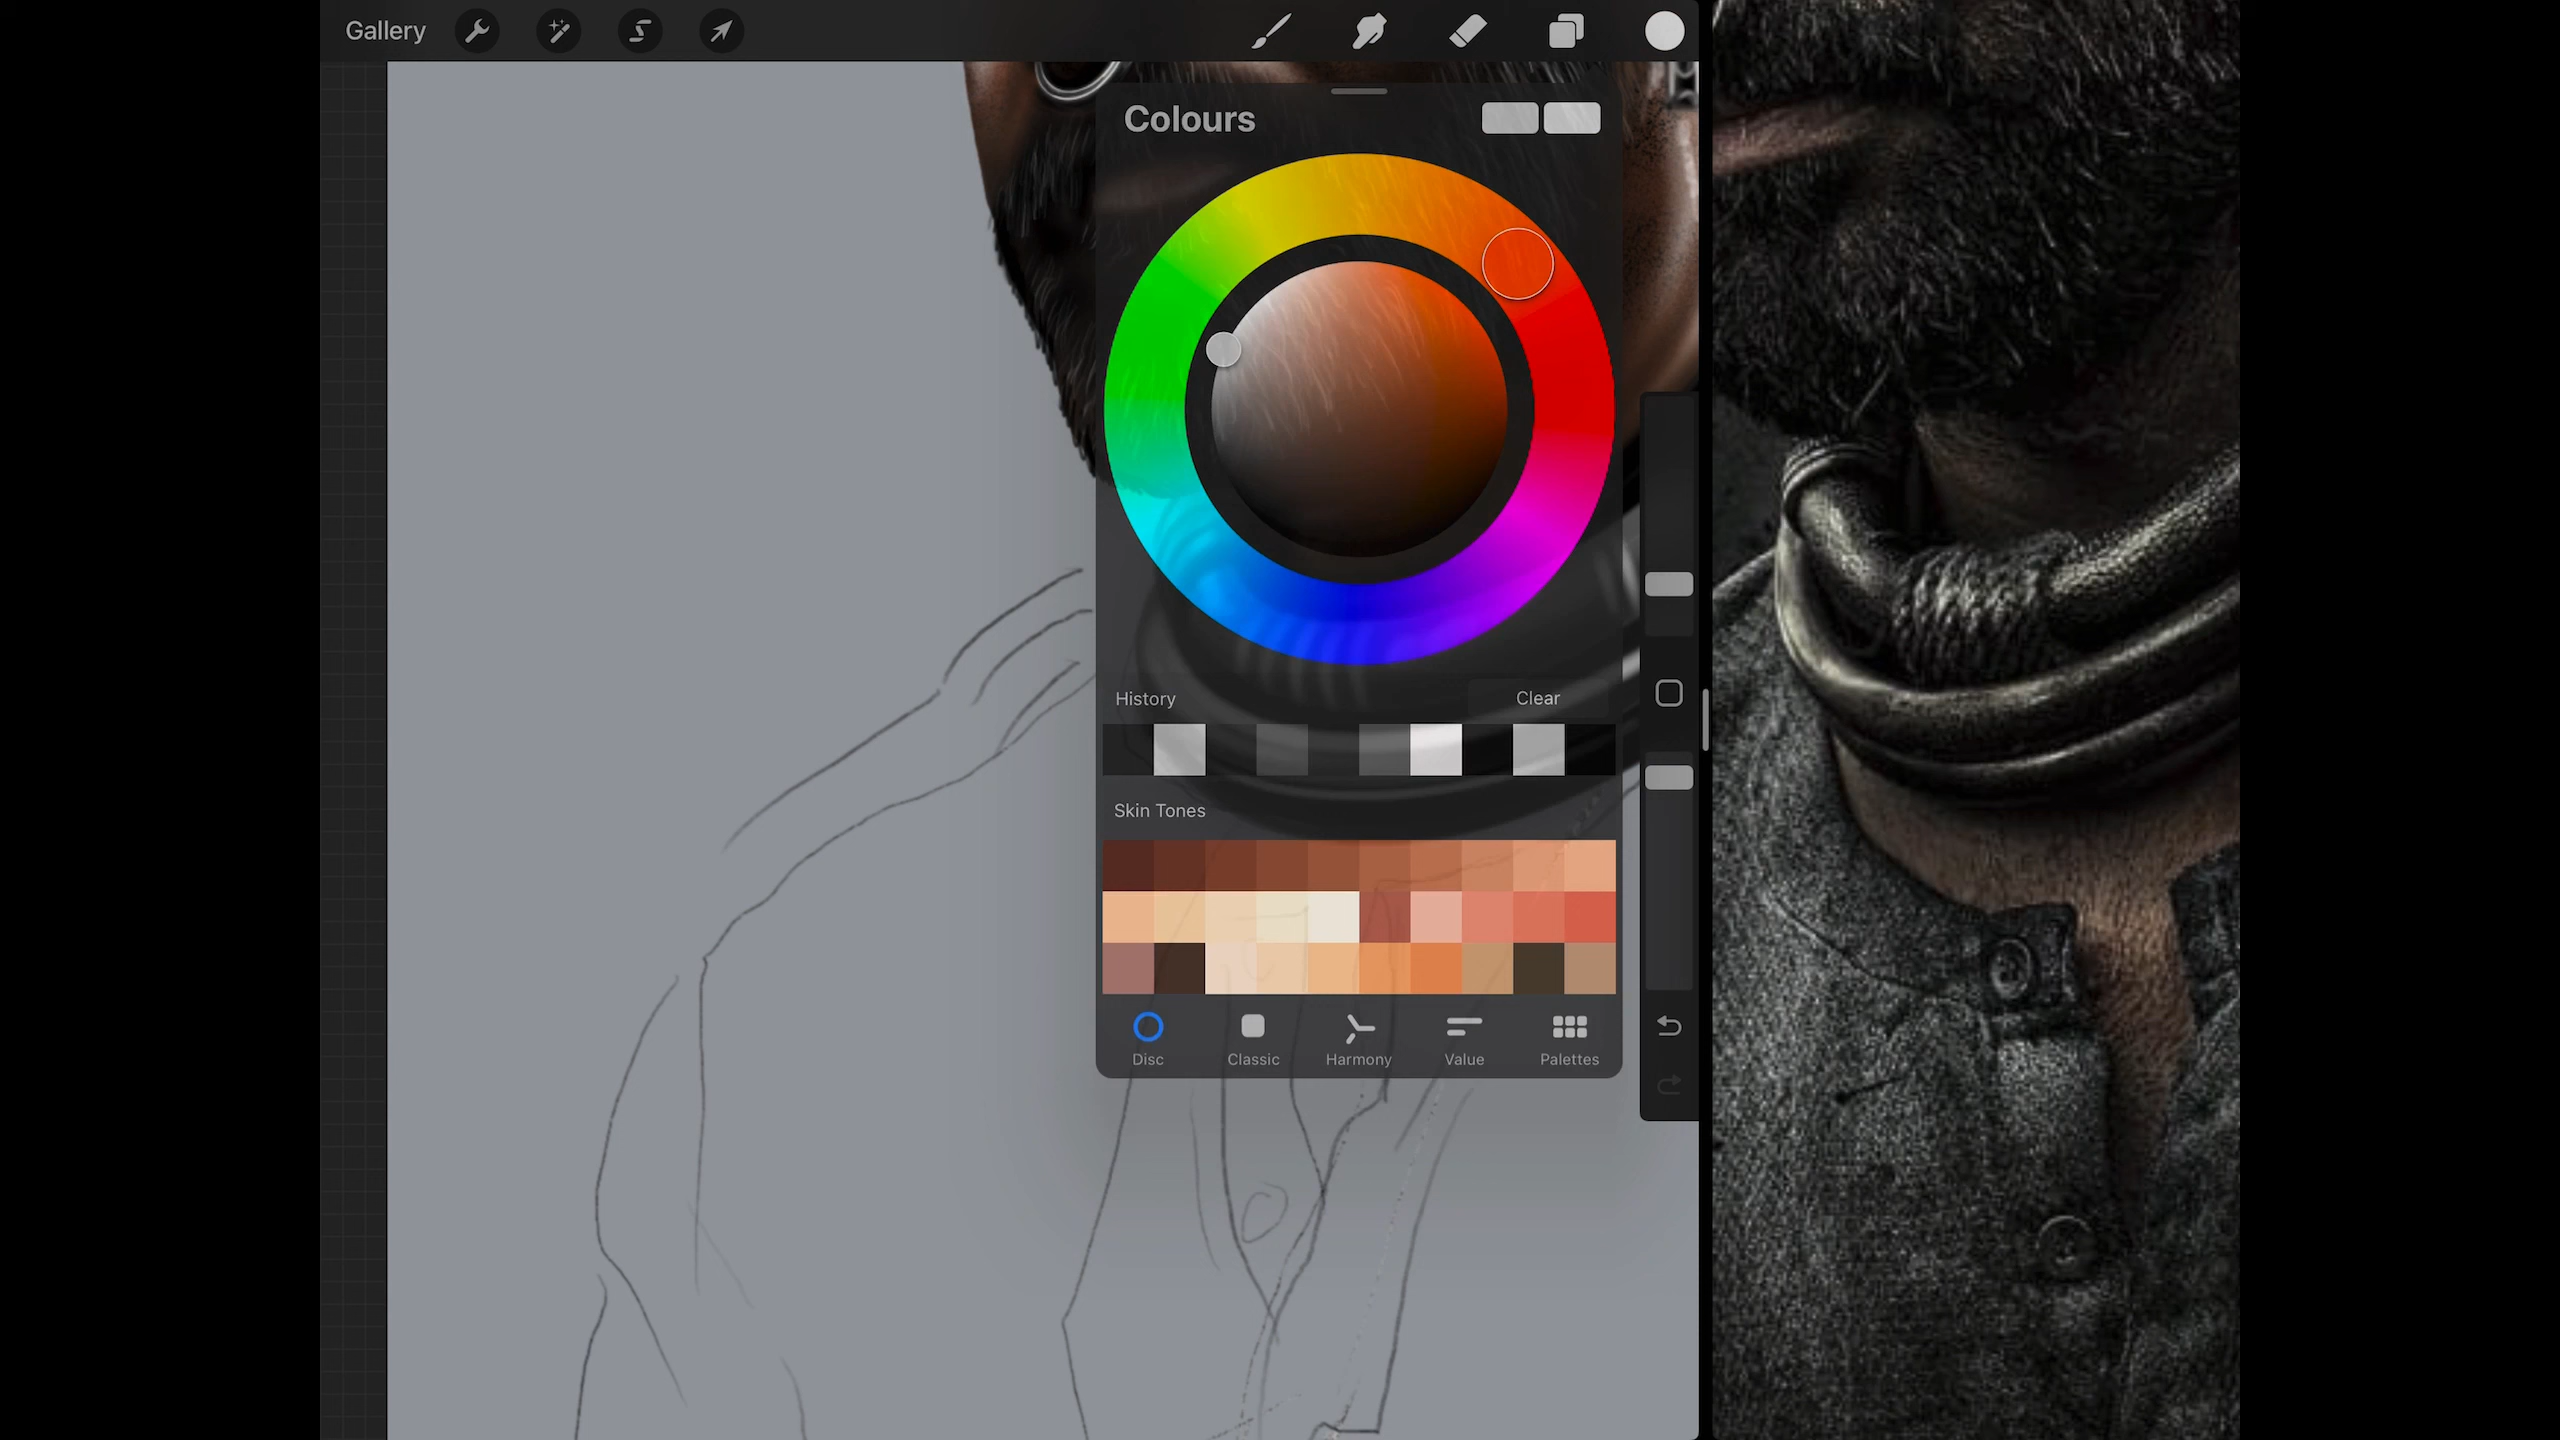 Gallery
Colours
History
Clear
Skin Tones
Disc
Classic
Harmony
Value
Palettes